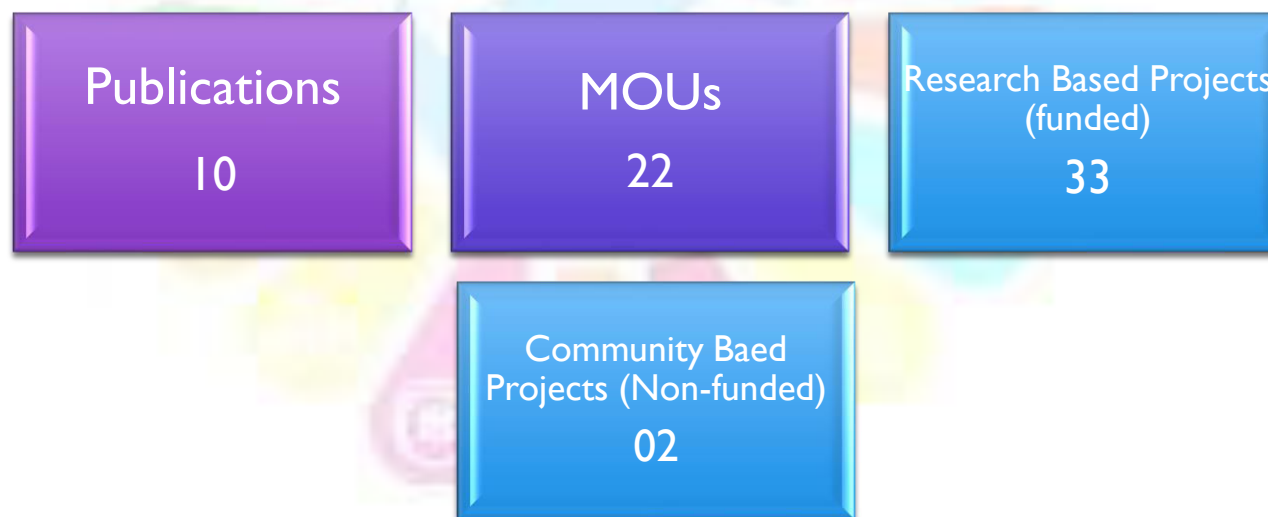 Publications
10
MOUs
22
Research Based Projects
(funded)
33
Community Baed
Projects (Non-funded)
02